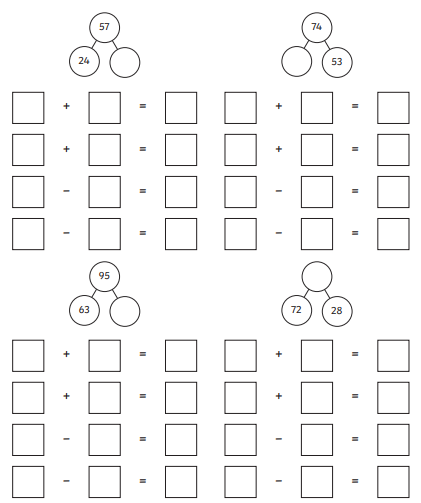 57 74
24 53
+ = + =
+ = + =
− = − =
− = − =
95
63 72 28
+ = + =
+ = + =
− = − =
− = − =